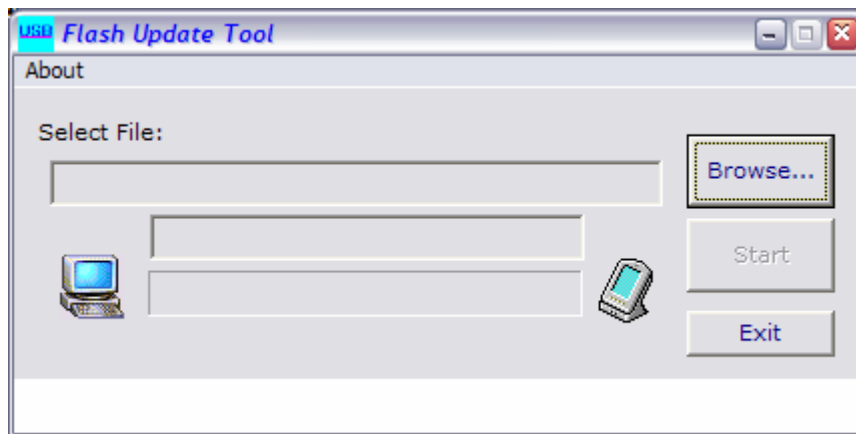 USB Flash Update Tool
About
Select File:
Browse...
Start
Exit